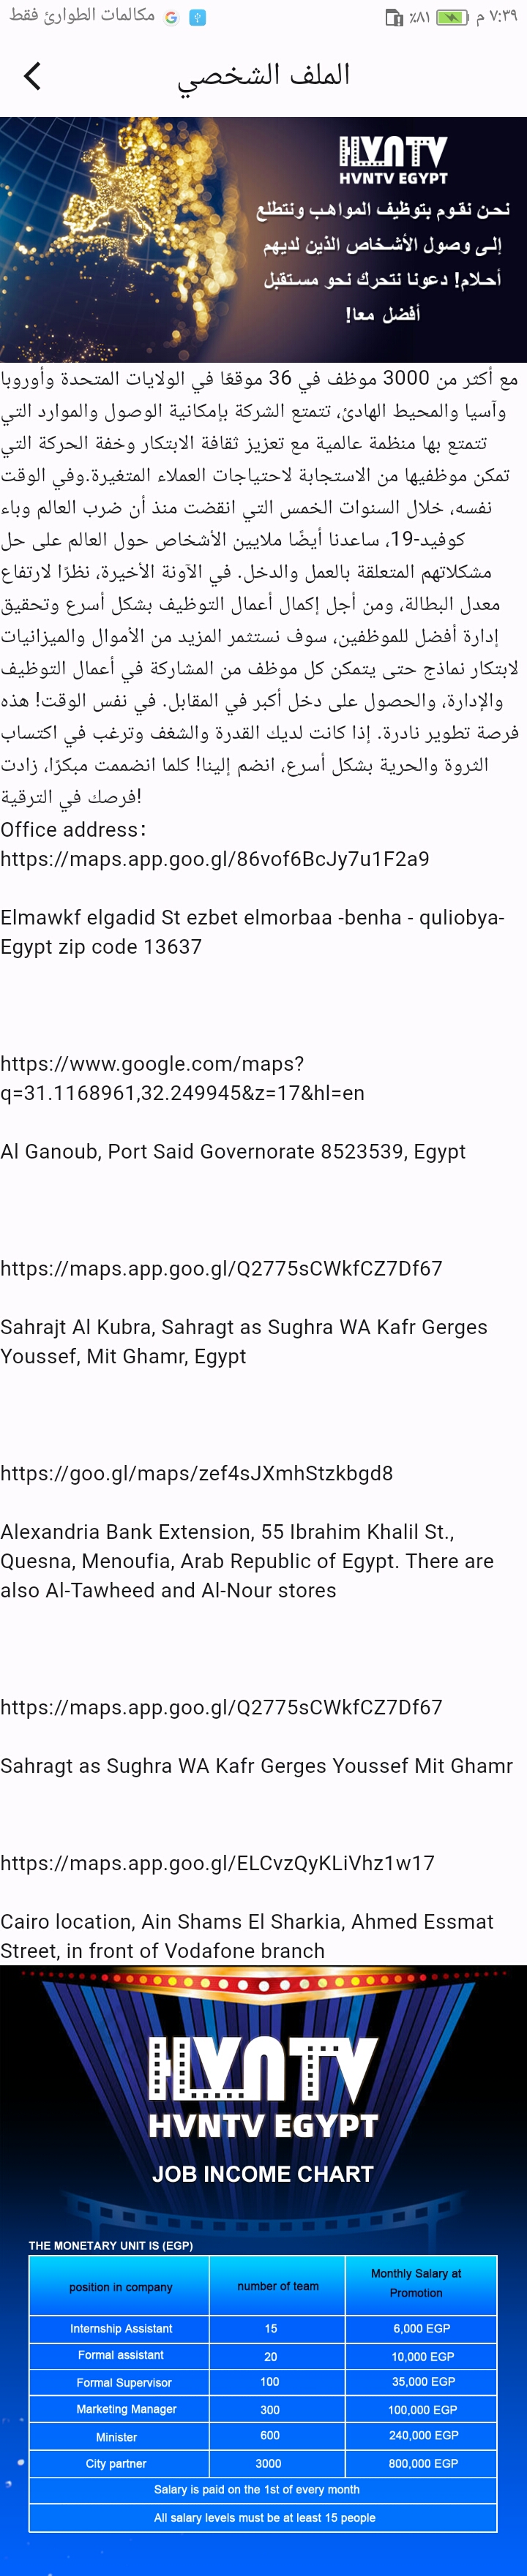 مكالمات الطوارئ فقط
٪٨١
٧:٣٩ م
الملف الشخصي
HVNTV
HVNTV EGYPT
نحن نقوم بتوظيف المواهب ونتطلع
إلى وصول الأشخاص الذين لديهم
أحلام! دعونا نتحرك نحو مستقبل
أفضل معا!
مع أكثر من 3000 موظف في 36 موقعًا في الولايات المتحدة وأوروبا
وآسيا والمحيط الهادئ، تتمتع الشركة بإمكانية الوصول والموارد التي
تتمتع بها منظمة عالمية مع تعزيز ثقافة الابتكار وخفة الحركة التي
تمكن موظفيها من الاستجابة لاحتياجات العملاء المتغيرة.وفي الوقت
نفسه، خلال السنوات الخمس التي انقضت منذ أن ضرب العالم وباء
كوفيد-19، ساعدنا أيضًا ملايين الأشخاص حول العالم على حل
مشكلاتهم المتعلقة بالعمل والدخل. في الآونة الأخيرة، نظرًا لارتفاع
معدل البطالة، ومن أجل إكمال أعمال التوظيف بشكل أسرع وتحقيق
إدارة أفضل للموظفين، سوف نستثمر المزيد من الأموال والميزانيات
لابتكار نماذج حتى يتمكن كل موظف من المشاركة في أعمال التوظيف
والإدارة، والحصول على دخل أكبر في المقابل. في نفس الوقت! هذه
فرصة تطوير نادرة. إذا كانت لديك القدرة والشغف وترغب في اكتساب
الثروة والحرية بشكل أسرع، انضم إلينا! كلما انضممت مبكرًا، زادت
فرصك في الترقية!
Office address：
https://maps.app.goo.gl/86vof6BcJy7u1F2a9
Elmawkf elgadid St ezbet elmorbaa -benha - quliobya-
Egypt zip code 13637
https://www.google.com/maps?
q=31.1168961,32.249945&z=17&hl=en
Al Ganoub, Port Said Governorate 8523539, Egypt
https://maps.app.goo.gl/Q2775sCWkfCZ7Df67
Sahrajt Al Kubra, Sahragt as Sughra WA Kafr Gerges
Youssef, Mit Ghamr, Egypt
https://goo.gl/maps/zef4sJXmhStzkbgd8
Alexandria Bank Extension, 55 Ibrahim Khalil St.,
Quesna, Menoufia, Arab Republic of Egypt. There are
also Al-Tawheed and Al-Nour stores
https://maps.app.goo.gl/Q2775sCWkfCZ7Df67
Sahragt as Sughra WA Kafr Gerges Youssef Mit Ghamr
https://maps.app.goo.gl/ELCvzQyKLiVhz1w17
Cairo location, Ain Shams El Sharkia, Ahmed Essmat
Street, in front of Vodafone branch
HVNTV
HVNTV EGYPT
JOB INCOME CHART
THE MONETARY UNIT IS (EGP)
position in company number of team Monthly Salary at Promotion
Internship Assistant 15 6,000 EGP
Formal assistant 20 10,000 EGP
Formal Supervisor 100 35,000 EGP
Marketing Manager 300 100,000 EGP
Minister 600 240,000 EGP
City partner 3000 800,000 EGP
Salary is paid on the 1st of every month
All salary levels must be at least 15 people